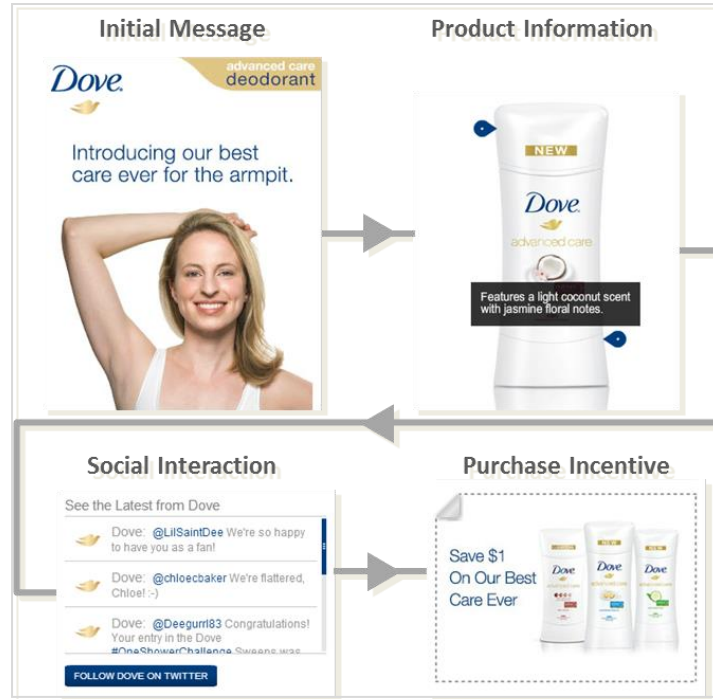 Initial Message
Product Information
Dove.
advanced care
deodorant
Introducing our best
care ever for the armpit.
NEW
Dove.
advanced care
Features a light coconut scent
with jasmine floral notes.
Social Interaction
Purchase Incentive
See the Latest from Dove
Dove: @LilSaintDee We're so happy
to have you as a fan!
Dove: @chloecbaker We're flattered,
Chloe! :-)
Dove: @Deegurrl83 Congratulations!
Your entry in the Dove
#OneShowerChallenge Sweeps was
FOLLOW DOVE ON TWITTER
Save $1
On Our Best
Care Ever
NEW
NEW
Dove
Dove
Dove